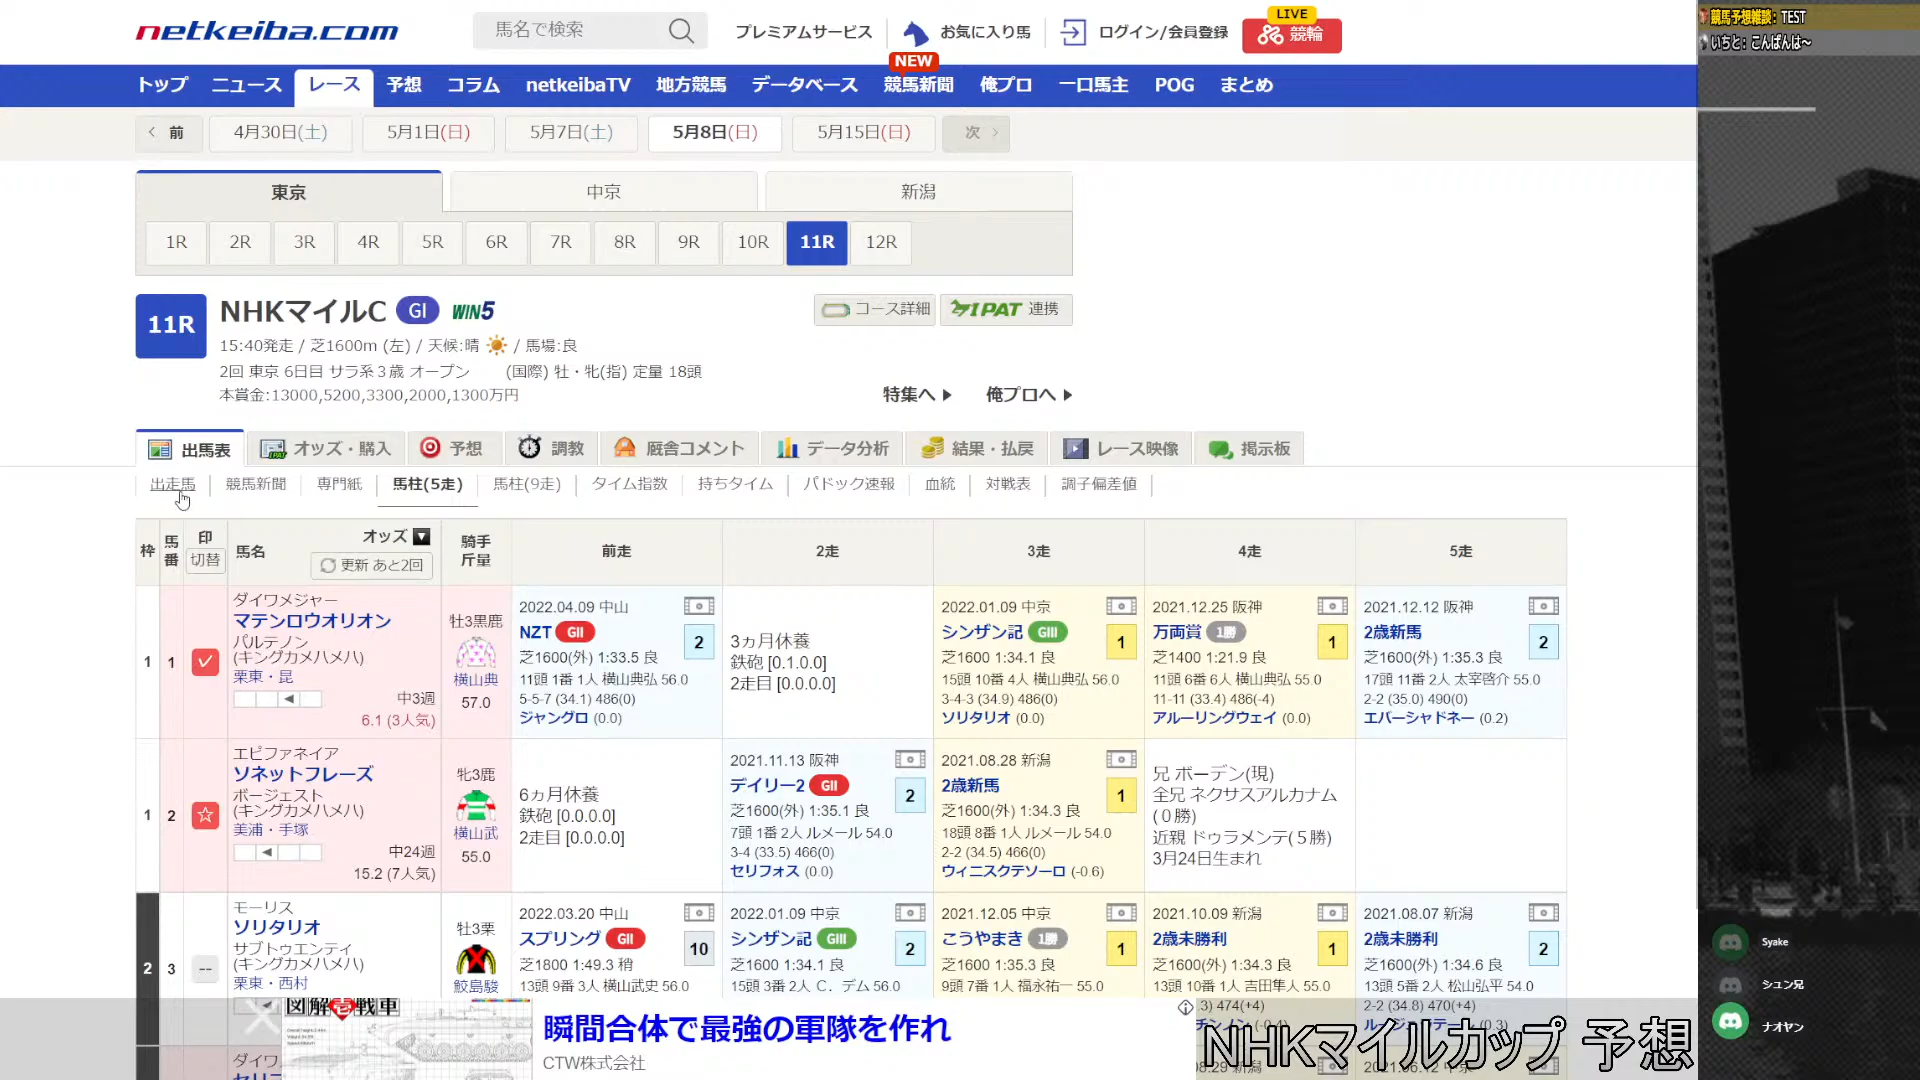 netkeiba.com
馬名で検索
プレミアムサービス
お気に入り馬
ログイン/会員登録
LIVE
競輪
NEW
トップ ニュース レース 予想 コラム netkeibaTV 地方競馬 データベース 競馬新聞 俺プロ 一口馬主 POG まとめ
前 4月30日(土) 5月1日(日) 5月7日(土) 5月8日(日) 5月15日(日) 次
東京 中京 新潟
1R 2R 3R 4R 5R 6R 7R 8R 9R 10R 11R 12R
11R
NHKマイルC GI WIN5
コース詳細 IPAT 連携
15:40発走 / 芝1600m (左) / 天候:晴 / 馬場:良
2回 東京 6日目 サラ系３歳 オープン (国際) 牡・牝(指) 定量 18頭
本賞金:13000,5200,3300,2000,1300万円
特集へ 俺プロへ
出馬表 オッズ・購入 予想 調教 厩舎コメント データ分析 結果・払戻 レース映像 掲示板
出走馬 競馬新聞 専門紙 馬柱(5走) 馬柱(9走) タイム指数 持ちタイム パドック速報 血統 対戦表 調子偏差値
枠 馬番 印 切替 馬名 オッズ 更新 あと2回 騎手 斤量 前走 2走 3走 4走 5走
1 1
ダイワメジャー
マテンロウオリオン
パルテノン
(キングカメハメハ)
栗東・昆
中3週
6.1 (3人気)
牡3黒鹿
横山典
57.0
2022.04.09 中山
NZT GII 2
芝1600(外) 1:33.5 良
11頭 1番 1人 横山典弘 56.0
5-5-7 (34.1) 486(0)
ジャングロ (0.0)
3ヵ月休養
鉄砲 [0.1.0.0]
2走目 [0.0.0.0]
2022.01.09 中京
シンザン記 GIII 1
芝1600 1:34.1 良
15頭 10番 4人 横山典弘 56.0
3-4-3 (34.9) 486(0)
ソリタリオ (0.0)
2021.12.25 阪神
万両賞 1勝 1
芝1400 1:21.9 良
11頭 6番 6人 横山典弘 55.0
11-11 (33.4) 486(-4)
アルーリングウェイ (0.0)
2021.12.12 阪神
2歳新馬 2
芝1600(外) 1:35.3 良
17頭 11番 2人 太宰啓介 55.0
2-2 (35.0) 490(0)
エバーシャドネー (0.2)
1 2
エピファネイア
ソネットフレーズ
ボージェスト
(キングカメハメハ)
美浦・手塚
中24週
15.2 (7人気)
牝3鹿
横山武
55.0
6ヵ月休養
鉄砲 [0.0.0.0]
2走目 [0.0.0.0]
2021.11.13 阪神
デイリー2 GII 2
芝1600(外) 1:35.1 良
7頭 1番 2人 ルメール 54.0
3-4 (33.5) 466(0)
セリフォス (0.0)
2021.08.28 新潟
2歳新馬 1
芝1600(外) 1:34.3 良
18頭 8番 1人 ルメール 54.0
2-2 (34.5) 466(0)
ウィニスクテソーロ (-0.6)
兄 ボーデン(現)
全兄 ネクサスアルカナム
(０勝)
近親 ドゥラメンテ(５勝)
3月24日生まれ
2 3 --
モーリス
ソリタリオ
サブトゥエンティ
(キングカメハメハ)
栗東・西村
牡3栗
鮫島駿
2022.03.20 中山
スプリング GII 10
芝1800 1:49.3 稍
13頭 9番 3人 横山武史 56.0
2022.01.09 中京
シンザン記 GIII 2
芝1600 1:34.1 良
15頭 3番 2人 Ｃ．デム 56.0
2021.12.05 中京
こうやまき 1勝 1
芝1600 1:35.3 良
9頭 7番 1人 福永祐一 55.0
2021.10.09 新潟
2歳未勝利 1
芝1600(外) 1:34.3 良
13頭 10番 1人 吉田隼人 55.0
3) 474(+4)
2021.08.07 新潟
2歳未勝利 2
芝1600(外) 1:34.6 良
13頭 5番 2人 松山弘平 54.0
2-2 (34.8) 470(+4)
ダイワ
図解 戦車
瞬間合体で最強の軍隊を作れ
CTW株式会社
NHKマイルカップ 予想
競馬予想雑談: TEST
いちと: こんばんは～
Syake
シュン兄
ナオヤン